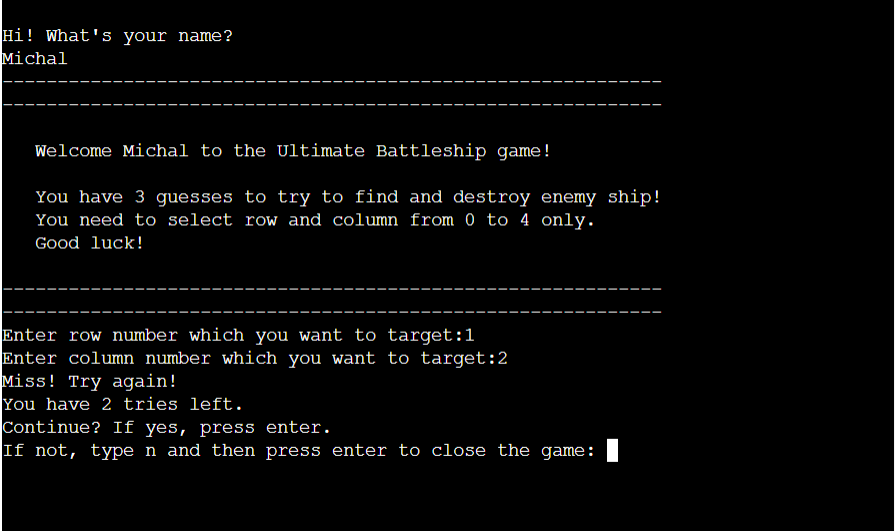 Hi! What's your name?
Michal
------------------------------------------------------------
------------------------------------------------------------
Welcome Michal to the Ultimate Battleship game!
You have 3 guesses to try to find and destroy enemy ship!
You need to select row and column from 0 to 4 only.
Good luck!
------------------------------------------------------------
------------------------------------------------------------
Enter row number which you want to target:1
Enter column number which you want to target:2
Miss! Try again!
You have 2 tries left.
Continue? If yes, press enter.
If not, type n and then press enter to close the game: